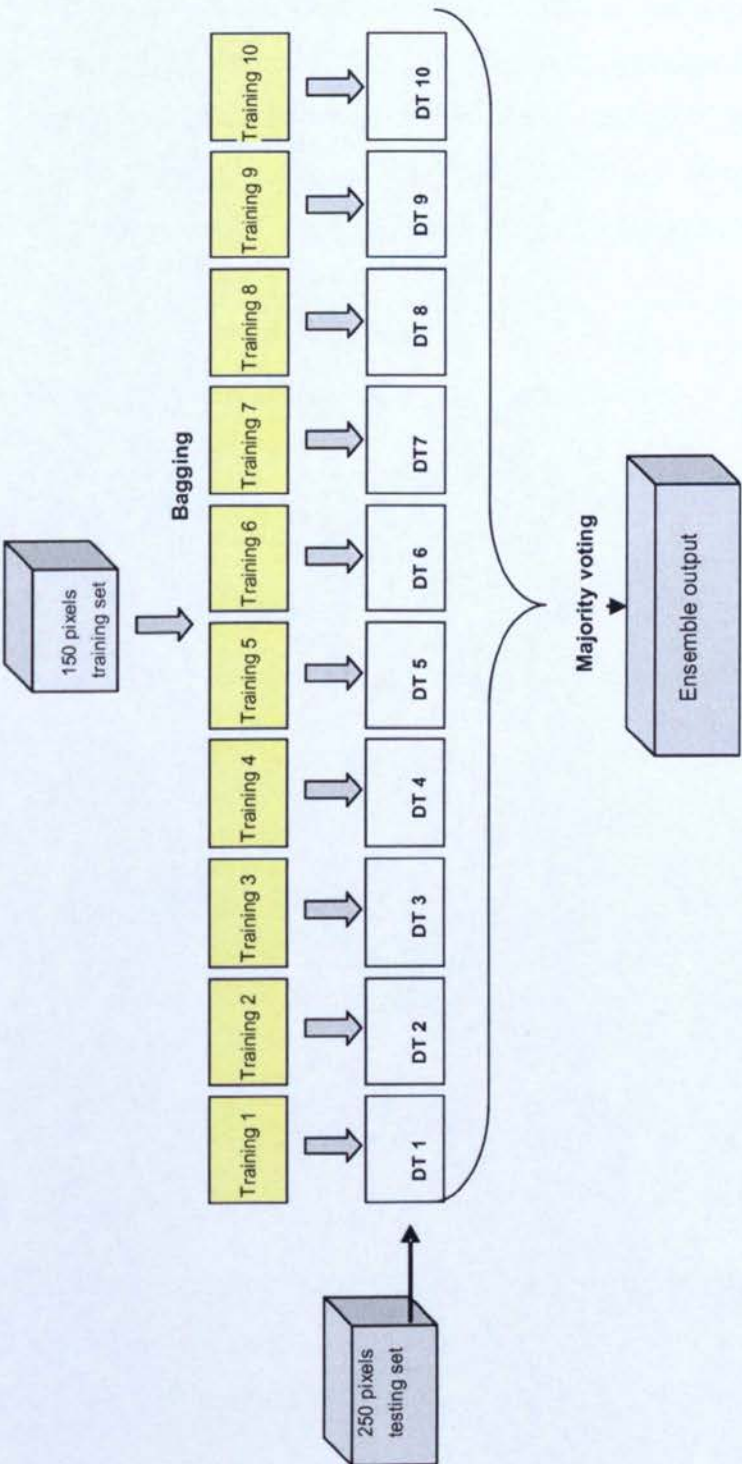 150 pixels
training set
Bagging
Training 1
Training 2
Training 3
Training 4
Training 5
Training 6
Training 7
Training 8
Training 9
Training 10
250 pixels
testing set
DT 1
DT 2
DT 3
DT 4
DT 5
DT 6
DT7
DT 8
DT 9
DT 10
Majority voting
Ensemble output